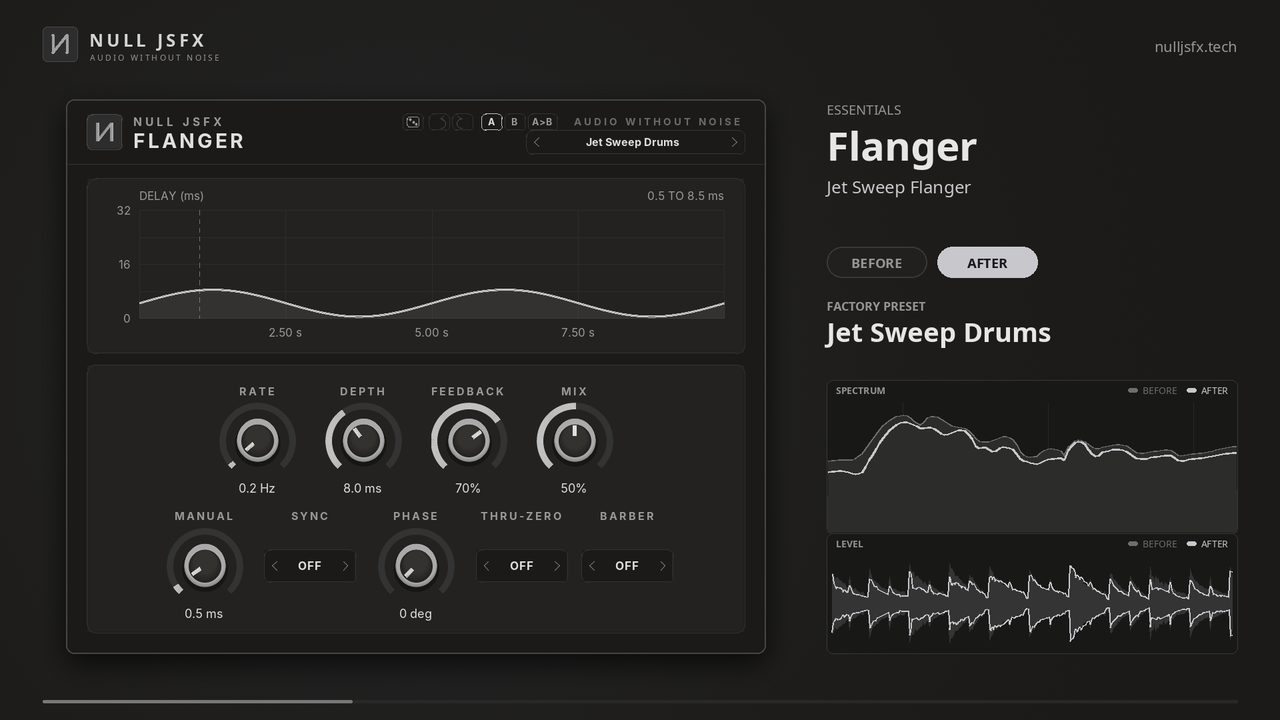 NULL JSFX
AUDIO WITHOUT NOISE
nulljsfx.tech
NULL JSFX
FLANGER
A B A>B
AUDIO WITHOUT NOISE
Jet Sweep Drums
DELAY (ms)
0.5 TO 8.5 ms
32
16
0
2.50 s 5.00 s 7.50 s
RATE DEPTH FEEDBACK MIX
0.2 Hz 8.0 ms 70% 50%
MANUAL SYNC PHASE THRU-ZERO BARBER
OFF OFF OFF
0.5 ms 0 deg
ESSENTIALS
Flanger
Jet Sweep Flanger
BEFORE AFTER
FACTORY PRESET
Jet Sweep Drums
SPECTRUM BEFORE AFTER
LEVEL BEFORE AFTER